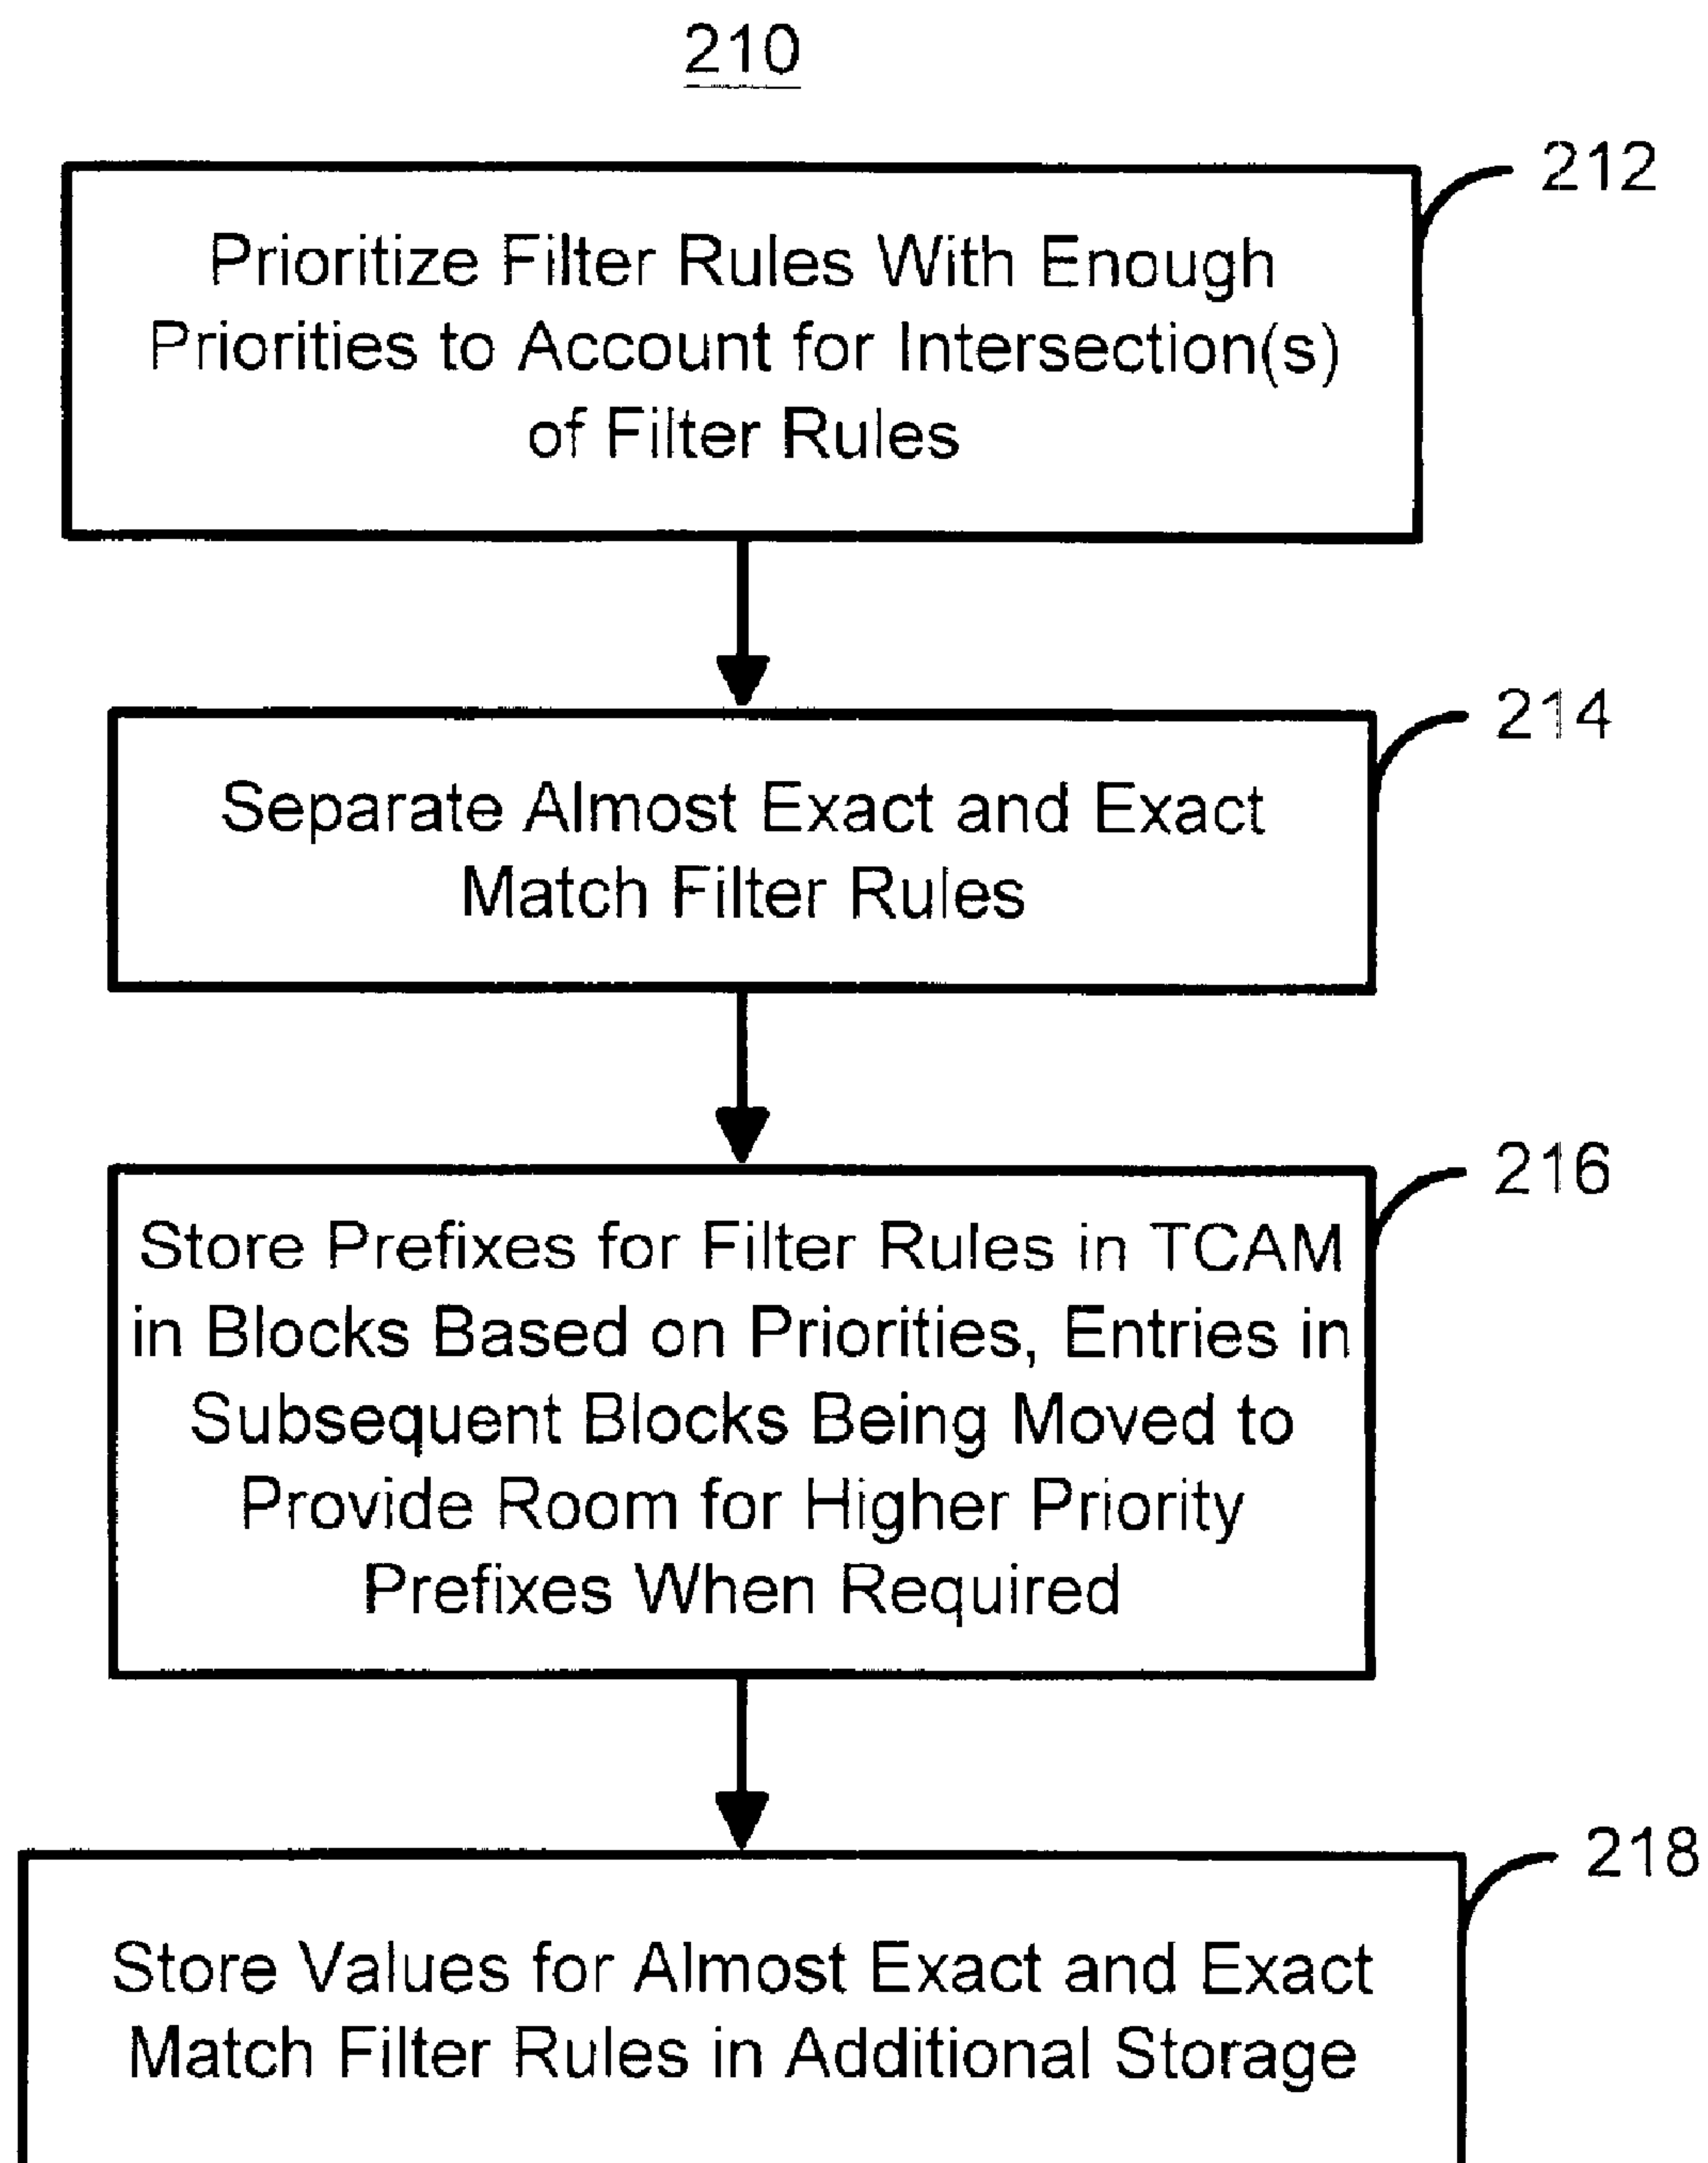 210
212
Prioritize Filter Rules With Enough
Priorities to Account for Intersection(s)
of Filter Rules
214
Separate Almost Exact and Exact
Match Filter Rules
216
Store Prefixes for Filter Rules in TCAM
in Blocks Based on Priorities, Entries in
Subsequent Blocks Being Moved to
Provide Room for Higher Priority
Prefixes When Required
218
Store Values for Almost Exact and Exact
Match Filter Rules in Additional Storage